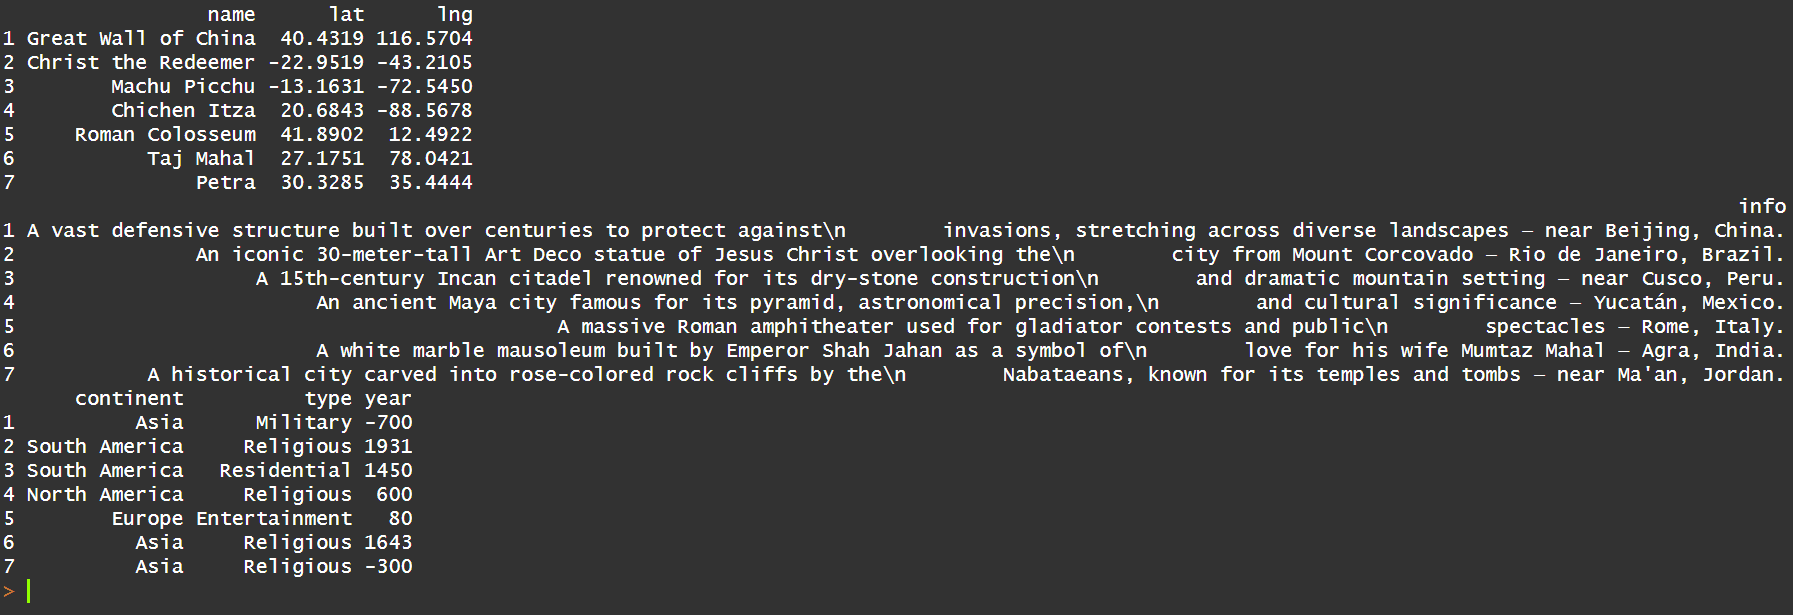 name      lat      lng
1 Great Wall of China  40.4319 116.5704
2 Christ the Redeemer -22.9519 -43.2105
3        Machu Picchu -13.1631 -72.5450
4        Chichen Itza  20.6843 -88.5678
5     Roman Colosseum  41.8902  12.4922
6           Taj Mahal  27.1751  78.0421
7               Petra  30.3285  35.4444
info
1 A vast defensive structure built over centuries to protect against\n        invasions, stretching across diverse landscapes – near Beijing, China.
2 An iconic 30-meter-tall Art Deco statue of Jesus Christ overlooking the\n        city from Mount Corcovado – Rio de Janeiro, Brazil.
3 A 15th-century Incan citadel renowned for its dry-stone construction\n        and dramatic mountain setting – near Cusco, Peru.
4 An ancient Maya city famous for its pyramid, astronomical precision,\n        and cultural significance – Yucatán, Mexico.
5 A massive Roman amphitheater used for gladiator contests and public\n        spectacles – Rome, Italy.
6 A white marble mausoleum built by Emperor Shah Jahan as a symbol of\n        love for his wife Mumtaz Mahal – Agra, India.
7 A historical city carved into rose-colored rock cliffs by the\n        Nabataeans, known for its temples and tombs – near Ma'an, Jordan.
      continent          type year
1          Asia      Military -700
2 South America     Religious 1931
3 South America   Residential 1450
4 North America     Religious  600
5        Europe Entertainment   80
6          Asia     Religious 1643
7          Asia     Religious -300
>